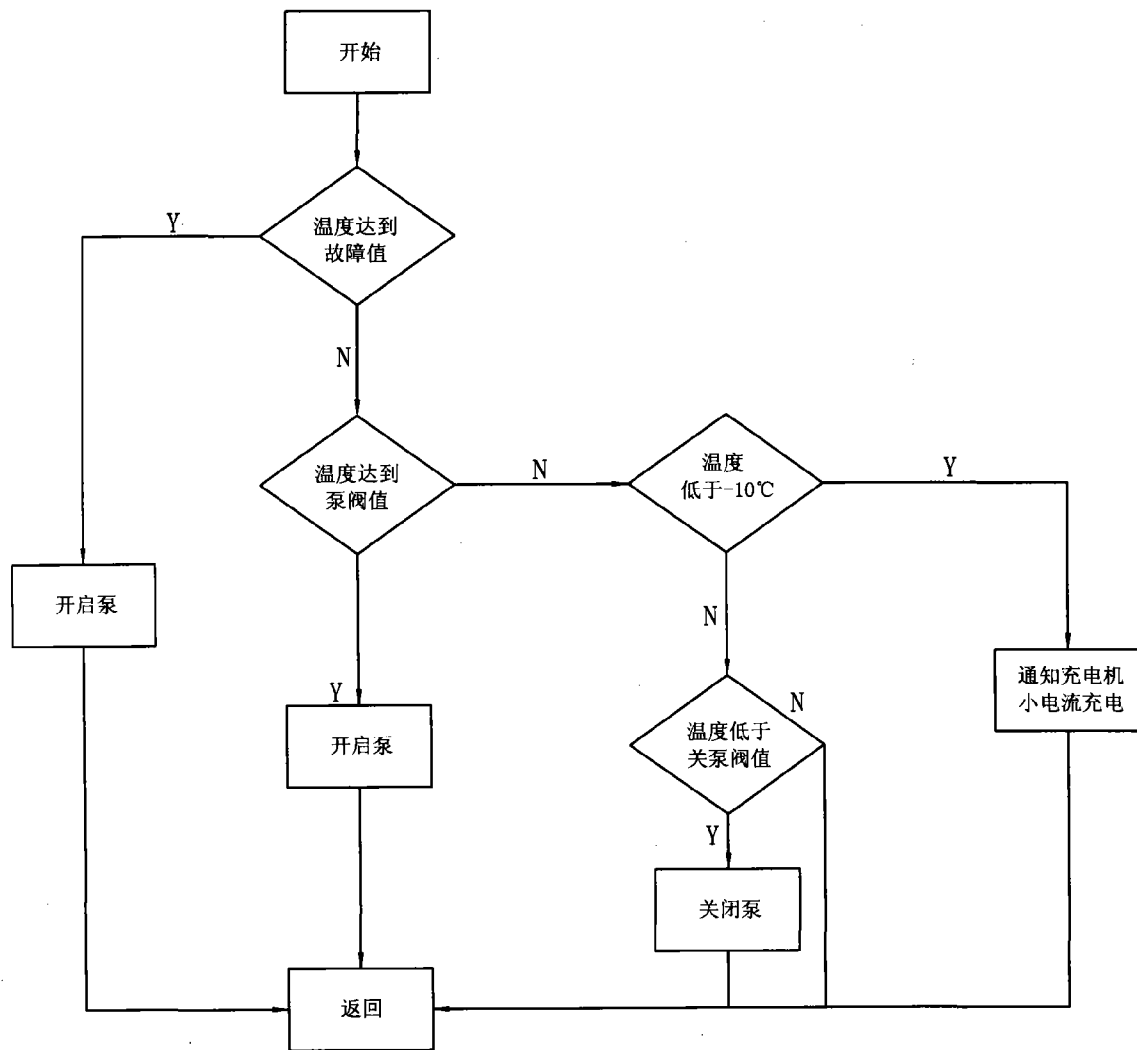 开始
Y
温度达到
故障值
N
温度达到
泵阀值
N
温度
低于-10℃
Y
开启泵
N
通知充电机
小电流充电
Y
开启泵
N
温度低于
关泵阀值
Y
关闭泵
返回